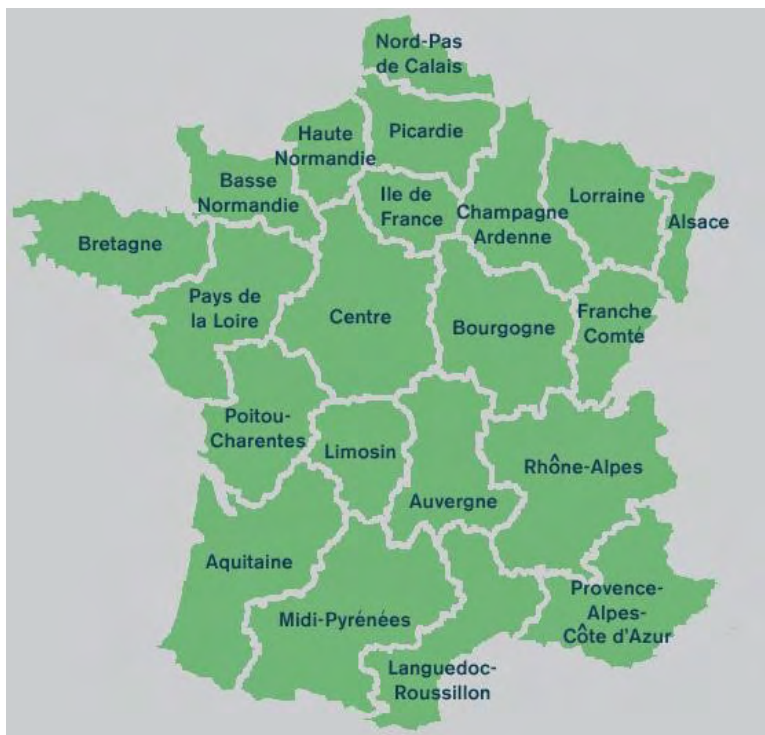 Nord-Pas
de Calais
Picardie
Haute
Normandie
Basse
Normandie
Ile de
France
Champagne
Ardenne
Lorraine
Alsace
Bretagne
Pays de
la Loire
Centre
Bourgogne
Franche
Comté
Poitou-
Charentes
Limosin
Auvergne
Rhône-Alpes
Aquitaine
Midi-Pyrénées
Languedoc-
Roussillon
Provence-
Alpes-
Côte d'Azur